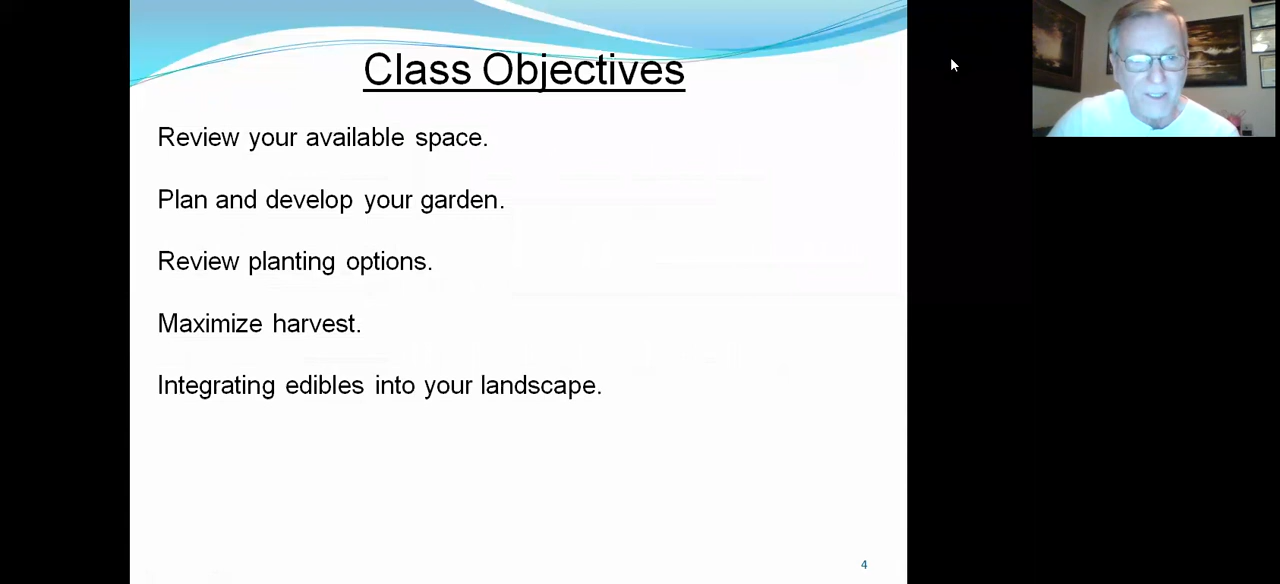 Class Objectives
Review your available space.
Plan and develop your garden.
Review planting options.
Maximize harvest.
Integrating edibles into your landscape.
4